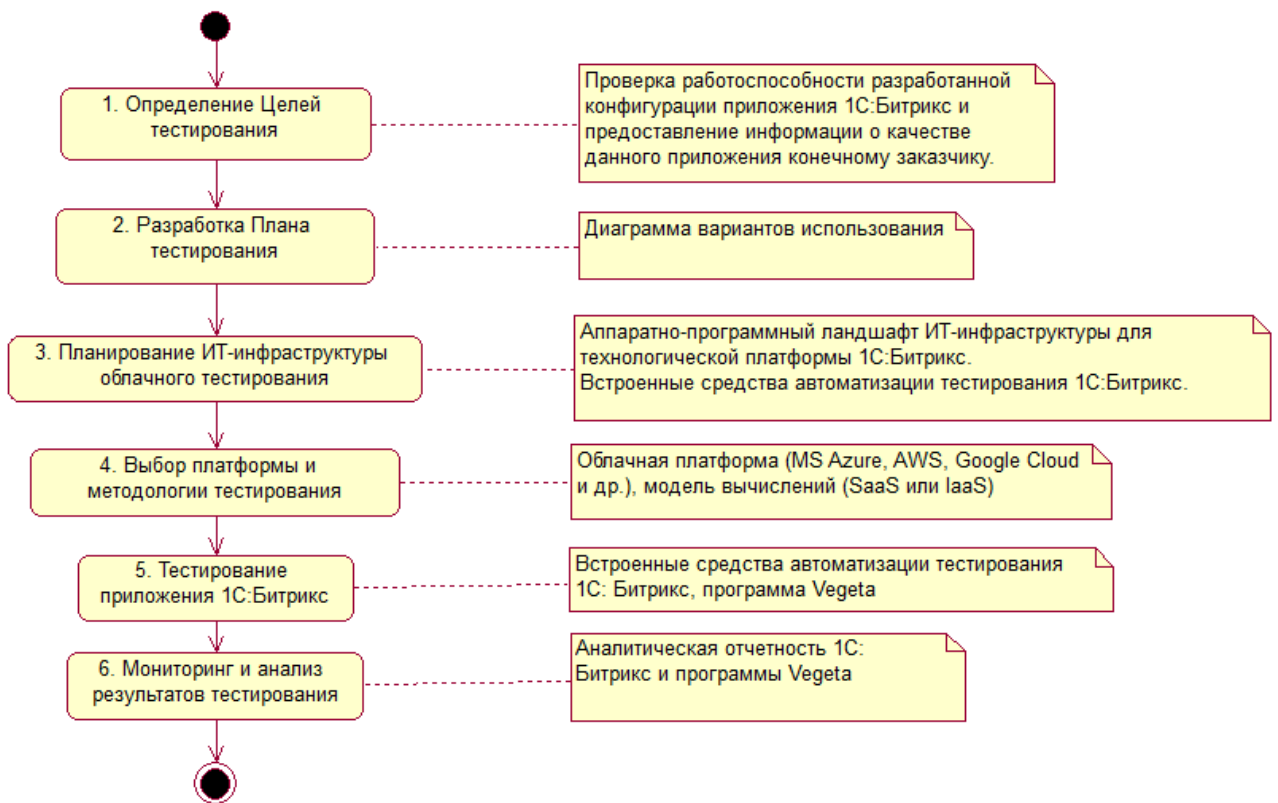 1. Определение Целей
тестирования
Проверка работоспособности разработанной
конфигурации приложения 1С:Битрикс и
предоставление информации о качестве
данного приложения конечному заказчику.
2. Разработка Плана
тестирования
Диаграмма вариантов использования
3. Планирование ИТ-инфраструктуры
облачного тестирования
Аппаратно-программный ландшафт ИТ-инфраструктуры для
технологической платформы 1С:Битрикс.
Встроенные средства автоматизации тестирования 1С:Битрикс.
4. Выбор платформы и
методологии тестирования
Облачная платформа (MS Azure, AWS, Google Cloud
и др.), модель вычислений (SaaS или IaaS)
5. Тестирование
приложения 1С:Битрикс
Встроенные средства автоматизации тестирования
1С: Битрикс, программа Vegeta
6. Мониторинг и анализ
результатов тестирования
Аналитическая отчетность 1С:
Битрикс и программы Vegeta